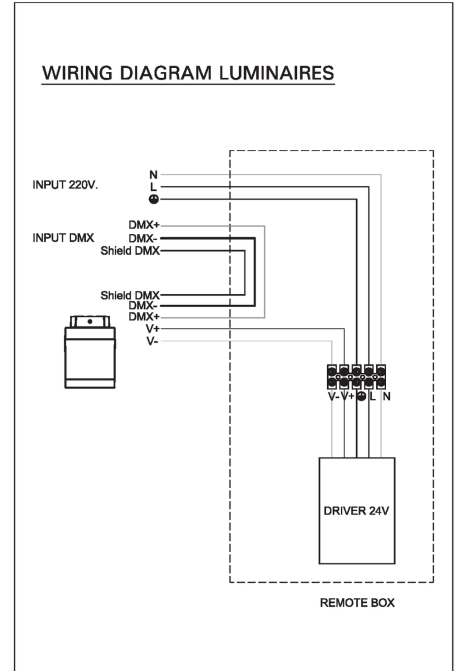 WIRING DIAGRAM LUMINAIRES
INPUT 220V.
N
L
INPUT DMX
DMX+
DMX-
Shield DMX
Shield DMX
DMX-
DMX+
V+
V-
V- V+ L N
DRIVER 24V
REMOTE BOX